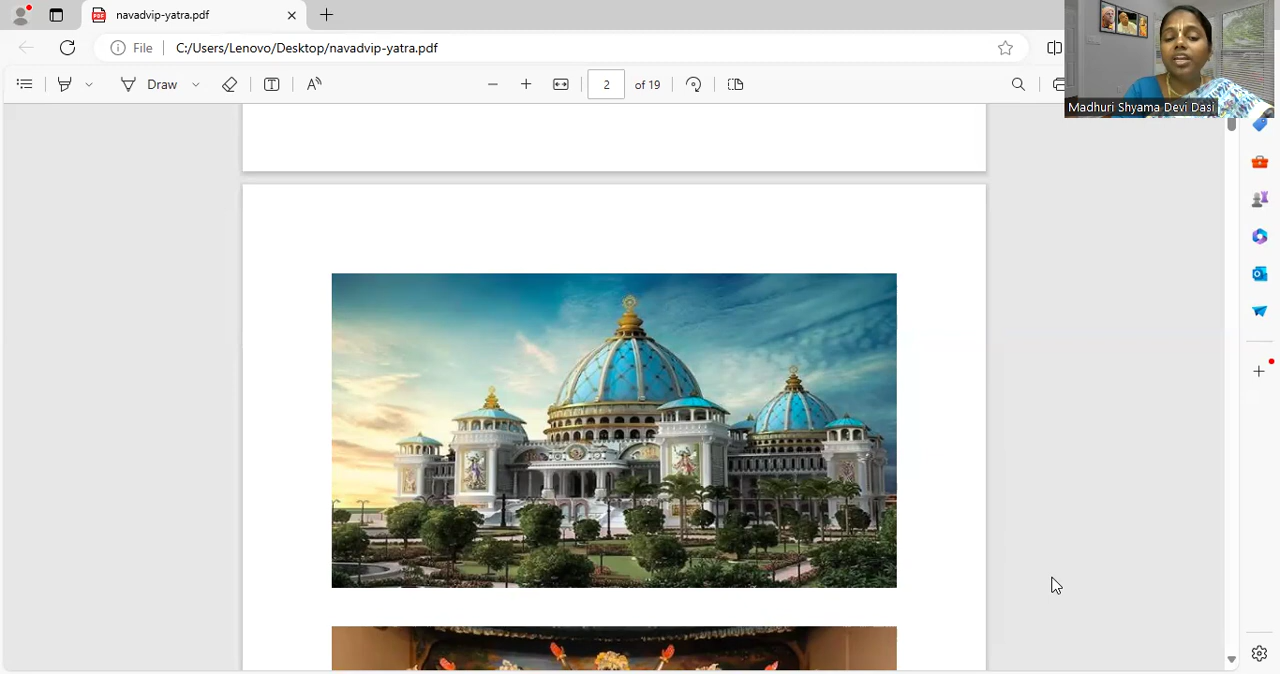 navadvip-yatra.pdf
File
C:/Users/Lenovo/Desktop/navadvip-yatra.pdf
Draw
2
of 19
Madhuri Shyama Devi Dasi